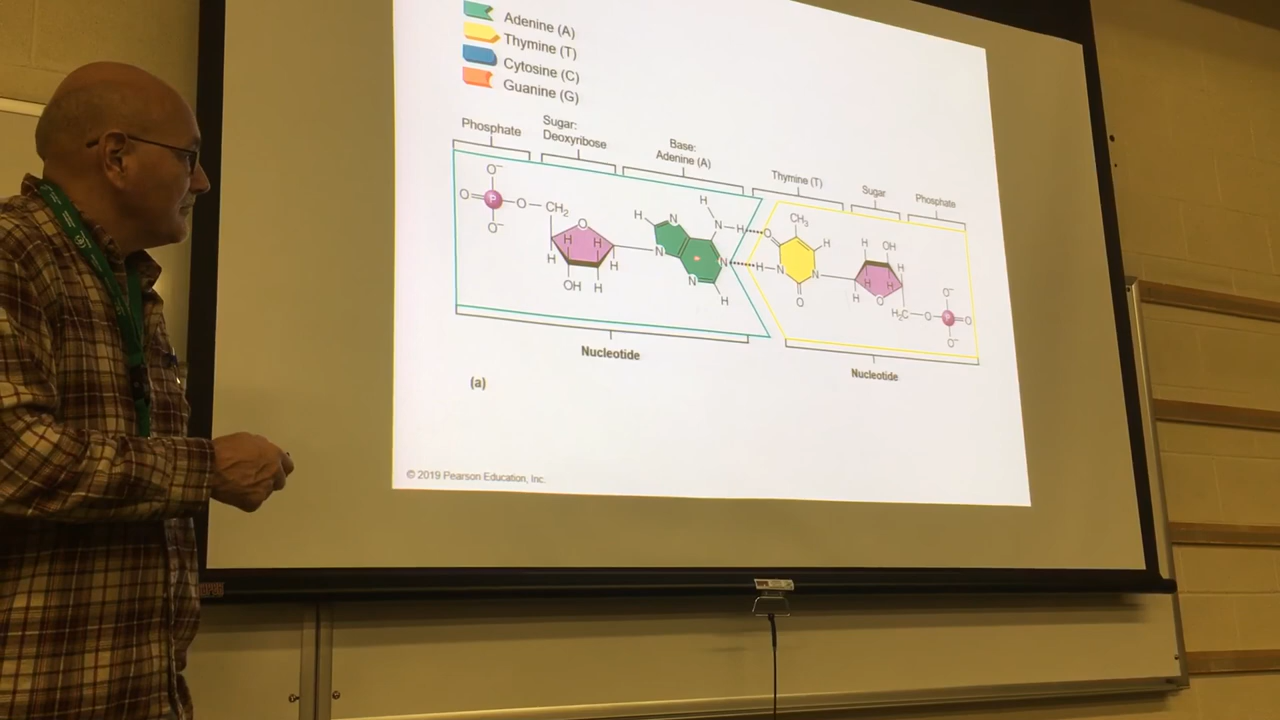 Adenine (A)
Thymine (T)
Cytosine (C)
Guanine (G)
Phosphate
Sugar:
Deoxyribose
Base:
Adenine (A)
Thymine (T)
Sugar
Phosphate
O⁻
O=P—O—CH₂
O⁻
O
H H
H H
OH H
H
N
N
N
N
H
H
N—H
O
H—N
CH₃
H
N
O
H OH
H
H H
H
O
H₂C—O—P=O
O⁻
O⁻
Nucleotide
Nucleotide
(a)
© 2019 Pearson Education, Inc.